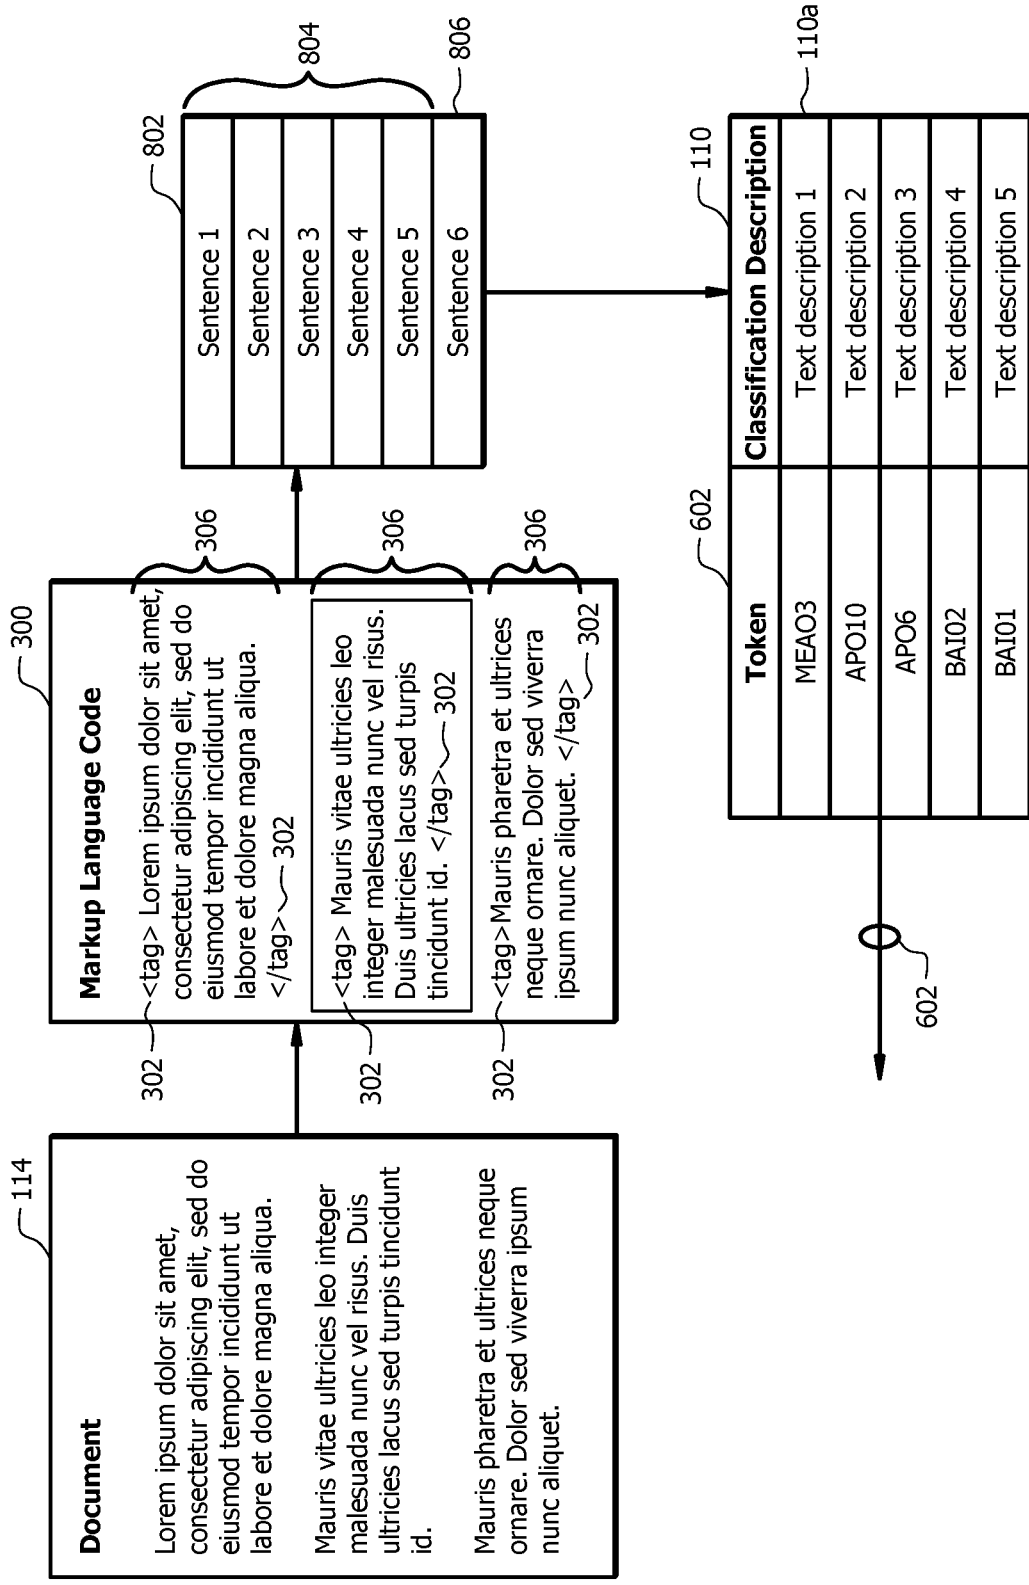 114
Document
Lorem ipsum dolor sit amet,
consectetur adipiscing elit, sed do
eiusmod tempor incididunt ut
labore et dolore magna aliqua.
Mauris vitae ultricies leo integer
malesuada nunc vel risus. Duis
ultricies lacus sed turpis tincidunt
id.
Mauris pharetra et ultrices neque
ornare. Dolor sed viverra ipsum
nunc aliquet.
300
Markup Language Code
302 <tag> Lorem ipsum dolor sit amet,
consectetur adipiscing elit, sed do
eiusmod tempor incididunt ut
labore et dolore magna aliqua.
</tag> 302
306
302 <tag> Mauris vitae ultricies leo
integer malesuada nunc vel risus.
Duis ultricies lacus sed turpis
tincidunt id. </tag> 302
306
302 <tag>Mauris pharetra et ultrices
neque ornare. Dolor sed viverra
ipsum nunc aliquet. </tag> 302
306
802
Sentence 1
Sentence 2
Sentence 3
Sentence 4
Sentence 5
Sentence 6
804
806
602
110
Token Classification Description
MEAO3 Text description 1 110a
APO10 Text description 2
APO6 Text description 3
BAI02 Text description 4
BAI01 Text description 5
602